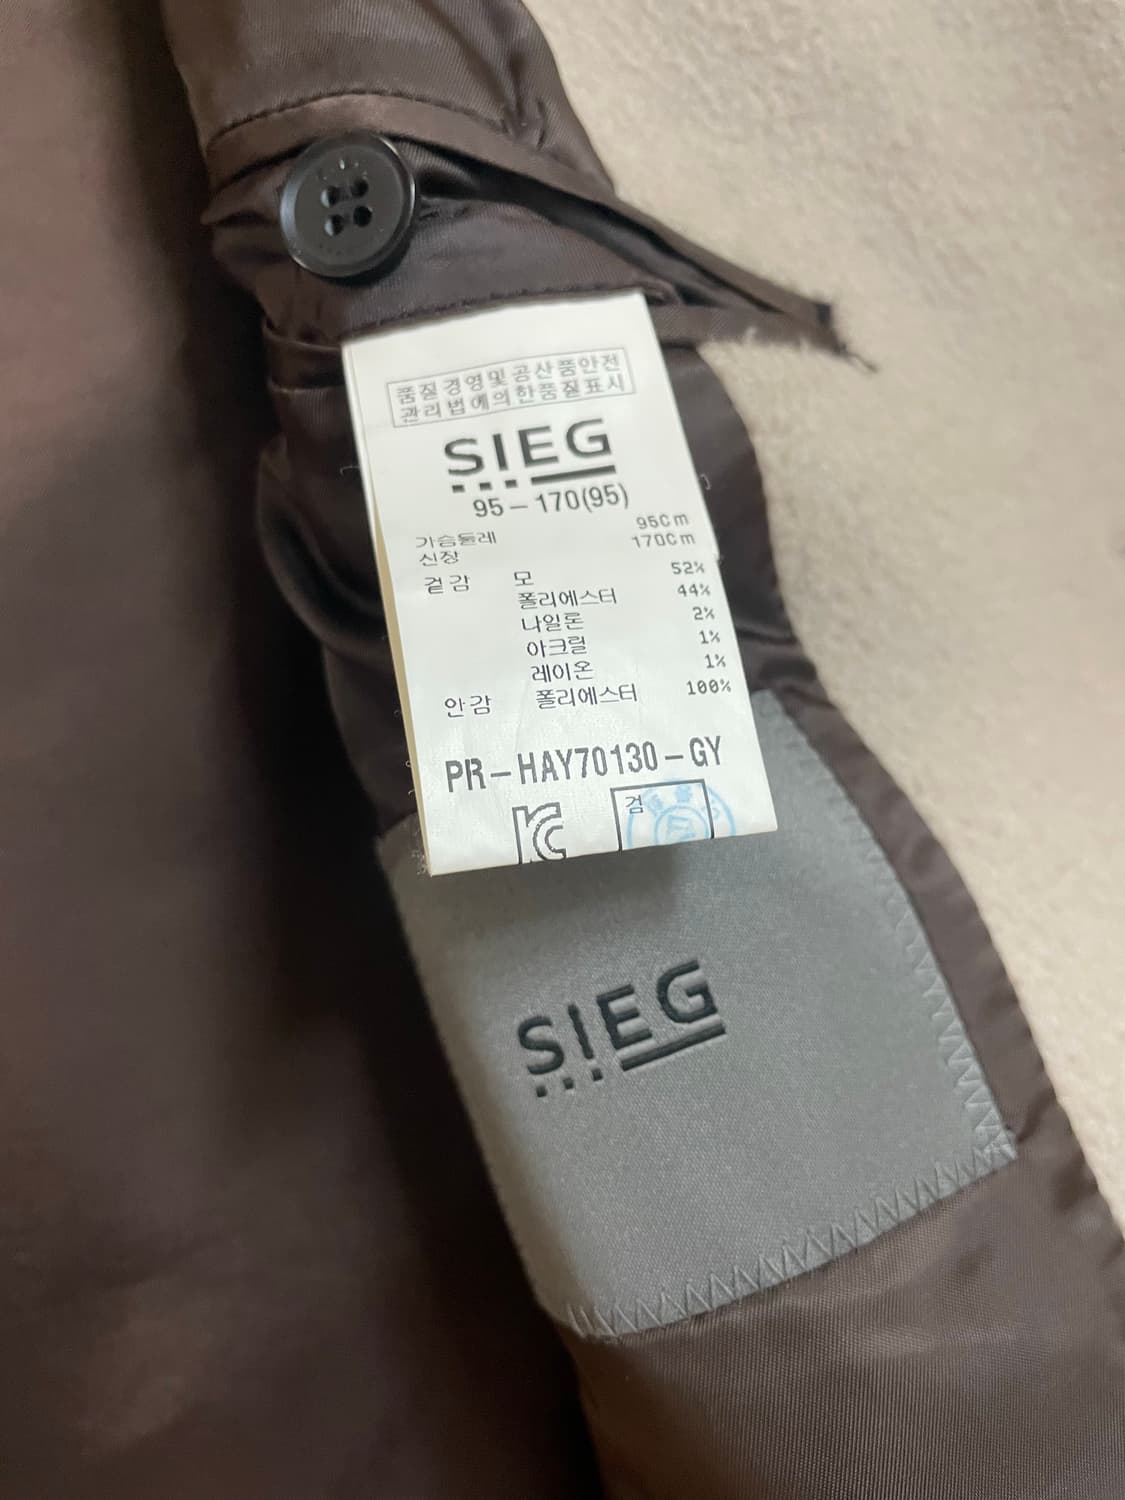 품질경영및공산품안전
관리법에의한품질표시
SIEG
95-170(95)
가슴둘레 95Cm
신장 170Cm
겉감 모 52%
폴리에스터 44%
나일론 2%
아크릴 1%
레이온 1%
안감 폴리에스터 100%
PR-HAY70130-GY
검
SIEG